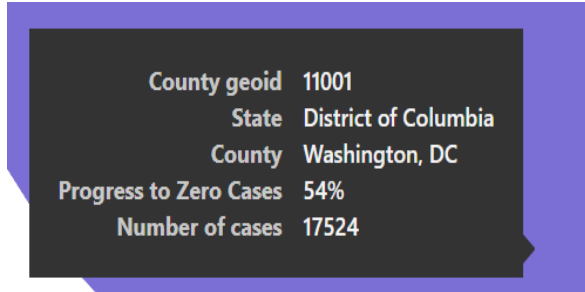 County geoid 11001
State District of Columbia
County Washington, DC
Progress to Zero Cases 54%
Number of cases 17524